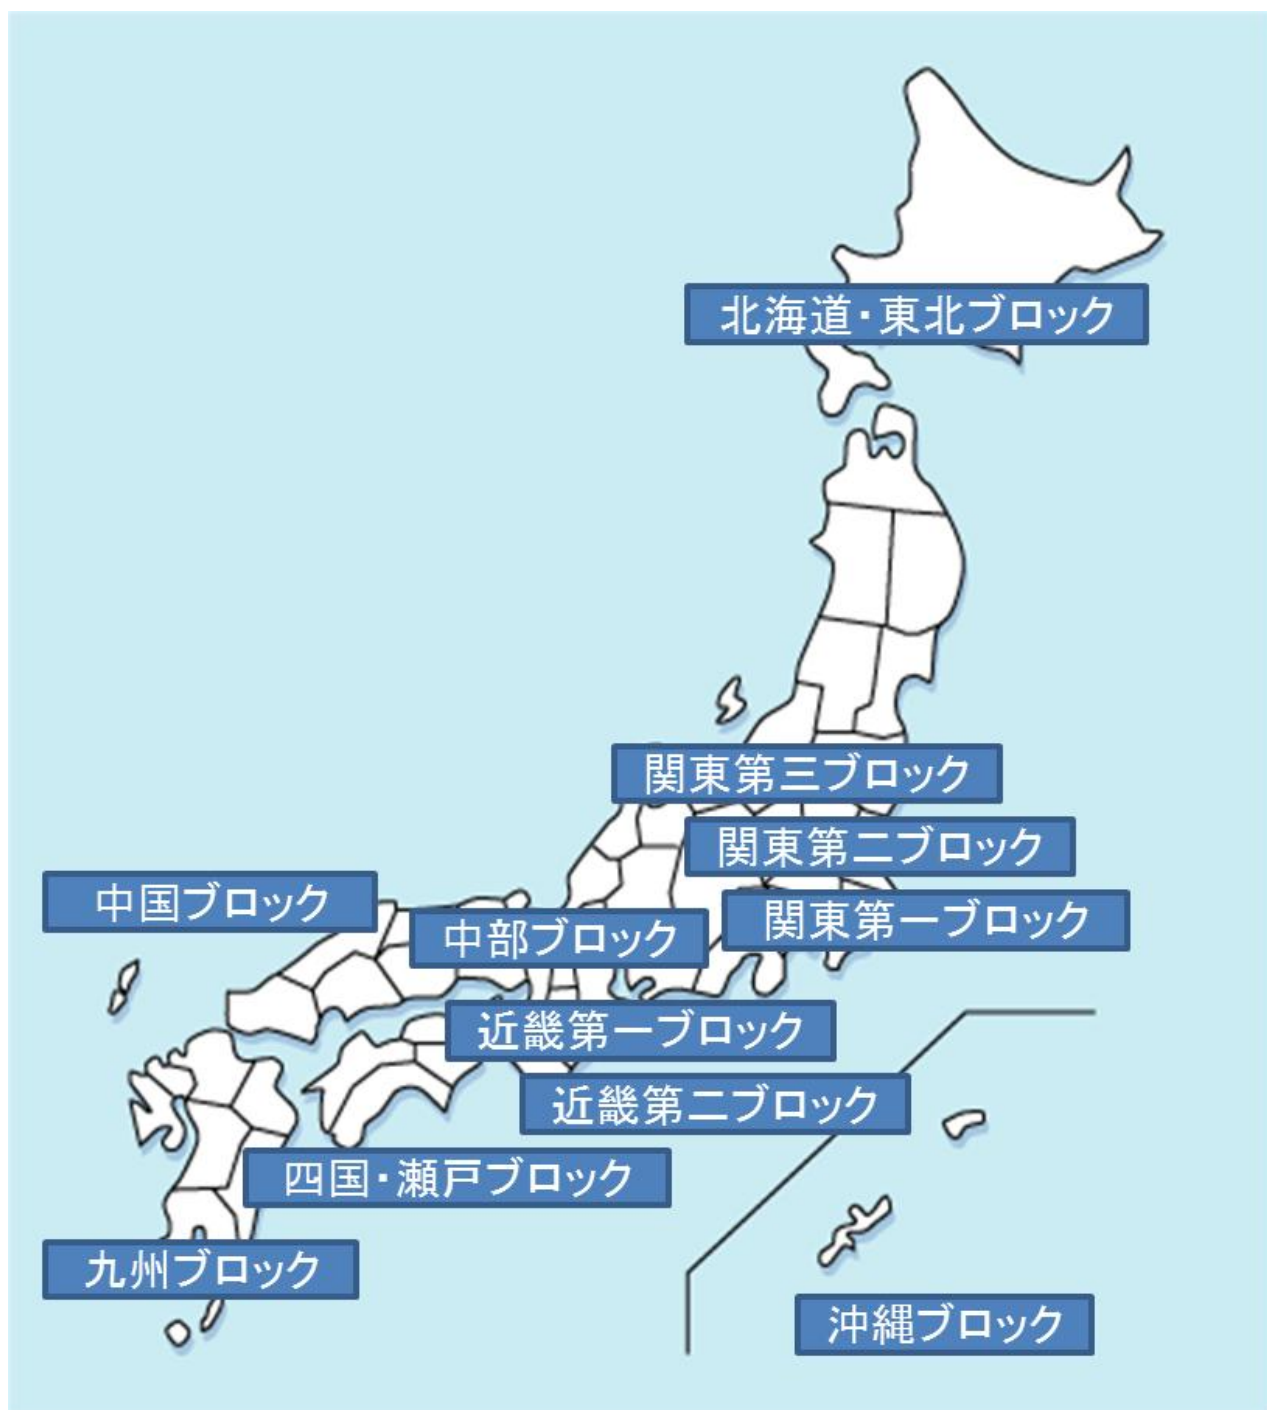 北海道・東北ブロック
関東第三ブロック
関東第二ブロック
関東第一ブロック
中国ブロック
中部ブロック
近畿第一ブロック
近畿第二ブロック
四国・瀬戸ブロック
九州ブロック
沖縄ブロック